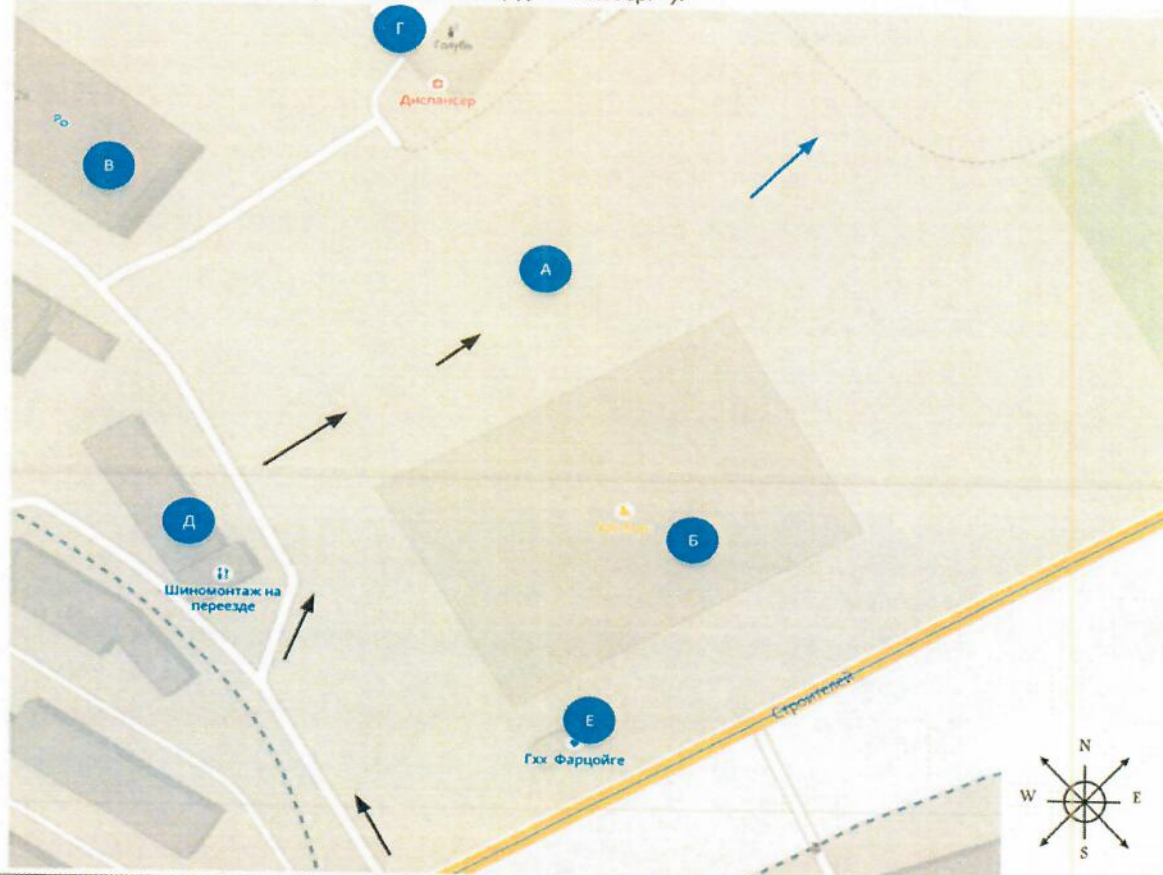 Г
Голубь
Диспансер
В
А
Д
Б
Шиномонтаж на
переезде
Е
Гхх Фарцойге
Строителей
N
W
E
S